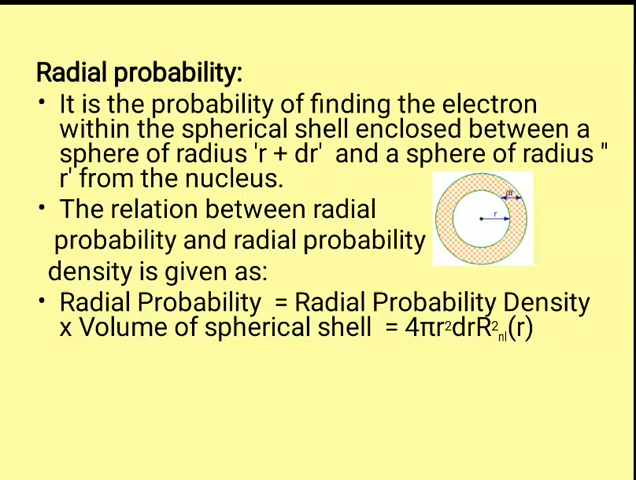 Radial probability:
• It is the probability of finding the electron
within the spherical shell enclosed between a
sphere of radius 'r + dr' and a sphere of radius "
r' from the nucleus.
dr
r
• The relation between radial
probability and radial probability
density is given as:
• Radial Probability = Radial Probability Density
x Volume of spherical shell = 4πr²drR²ₙₗ(r)